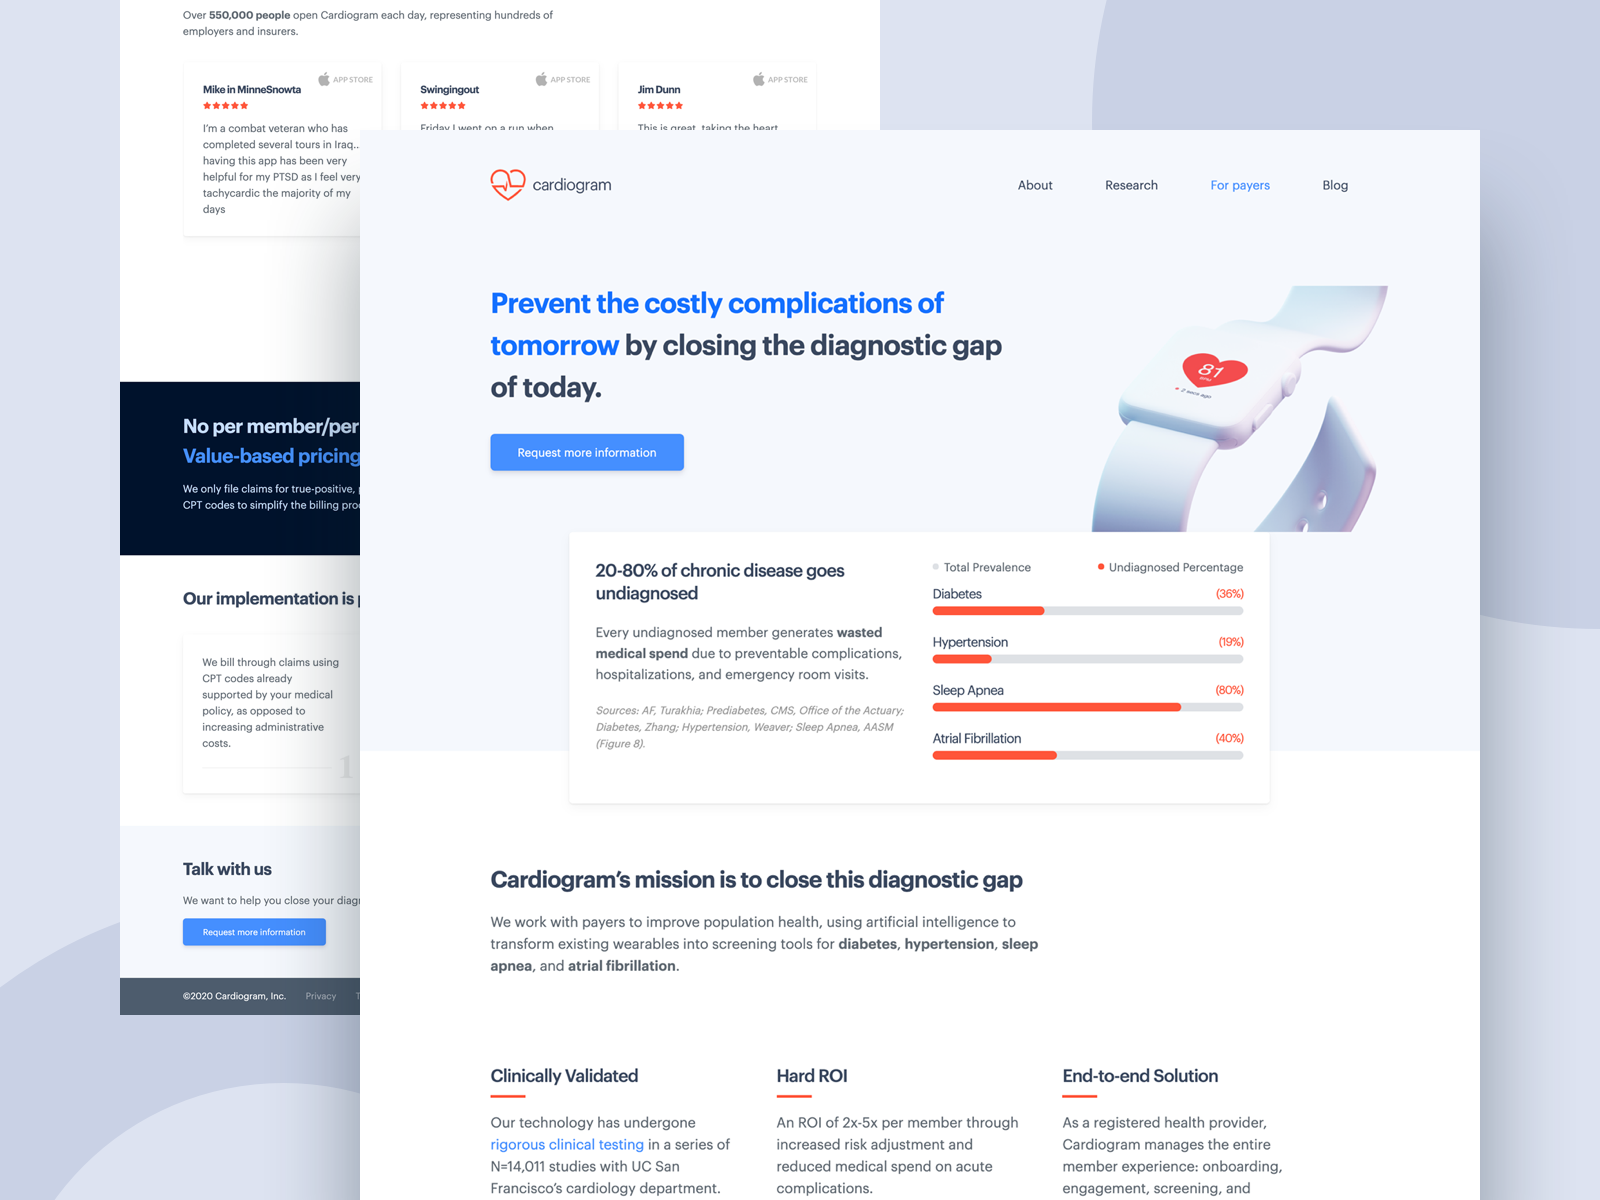 Over 550,000 people open Cardiogram each day, representing hundreds of
employers and insurers.
APP STORE
Mike in MinneSnowta
I'm a combat veteran who has
completed several tours in Iraq..
having this app has been very
helpful for my PTSD as I feel very
tachycardic the majority of my
days
APP STORE
Swingingout
Friday I went on a run when
APP STORE
Jim Dunn
This is great, taking the heart
No per member/per
Value-based pricing
We only file claims for true-positive,
CPT codes to simplify the billing
Our implementation is
We bill through claims using
CPT codes already
supported by your medical
policy, as opposed to
increasing administrative
costs.
1
Talk with us
We want to help you close your
Request more information
©2020 Cardiogram, Inc. Privacy
cardiogram
About Research For payers Blog
Prevent the costly complications of
tomorrow by closing the diagnostic gap
of today.
Request more information
81
BPM
2 secs ago
20-80% of chronic disease goes
undiagnosed
Every undiagnosed member generates wasted
medical spend due to preventable complications,
hospitalizations, and emergency room visits.
Sources: AF, Turakhia; Prediabetes, CMS, Office of the Actuary;
Diabetes, Zhang; Hypertension, Weaver; Sleep Apnea, AASM
(Figure 8).
Total Prevalence Undiagnosed Percentage
Diabetes (36%)
Hypertension (19%)
Sleep Apnea (80%)
Atrial Fibrillation (40%)
Cardiogram's mission is to close this diagnostic gap
We work with payers to improve population health, using artificial intelligence to
transform existing wearables into screening tools for diabetes, hypertension, sleep
apnea, and atrial fibrillation.
Clinically Validated
Our technology has undergone
rigorous clinical testing in a series of
N=14,011 studies with UC San
Francisco's cardiology department.
Hard ROI
An ROI of 2x-5x per member through
increased risk adjustment and
reduced medical spend on acute
complications.
End-to-end Solution
As a registered health provider,
Cardiogram manages the entire
member experience: onboarding,
engagement, screening, and